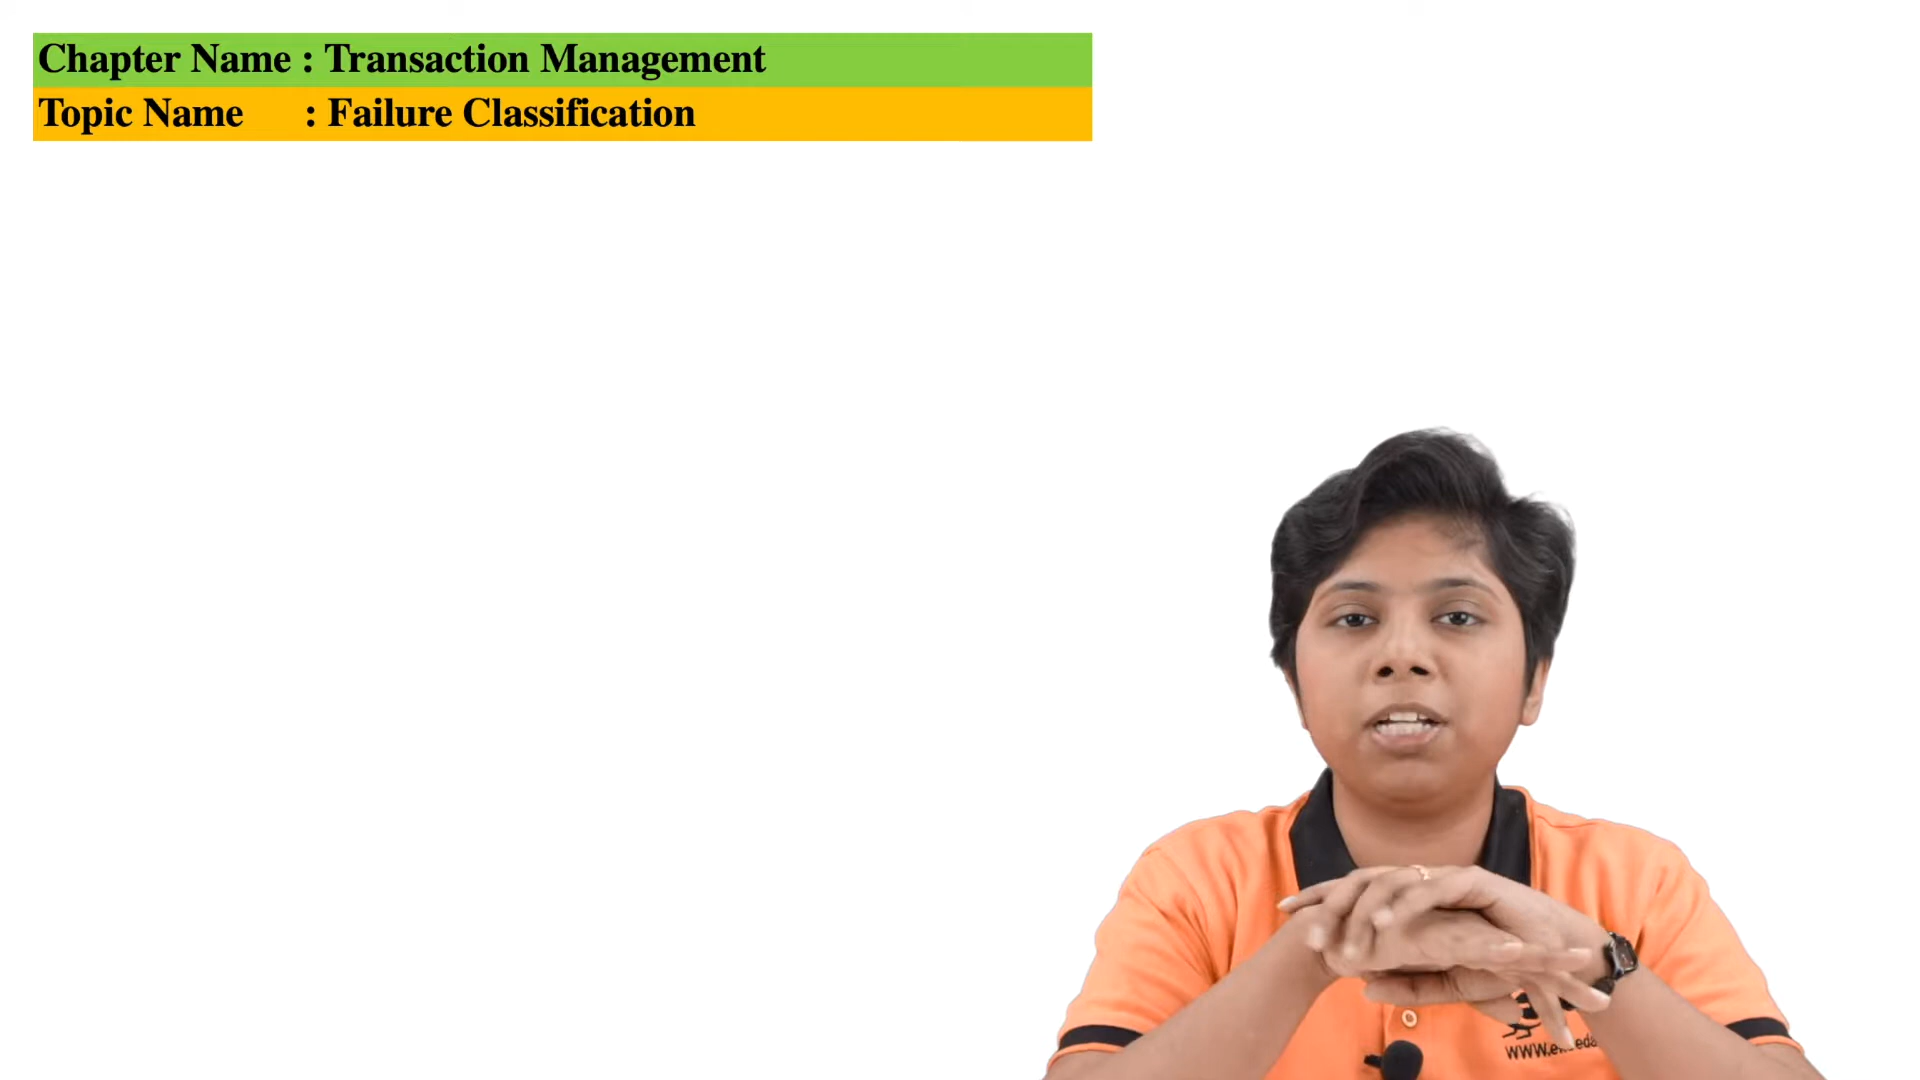 Chapter Name : Transaction Management
Topic Name : Failure Classification